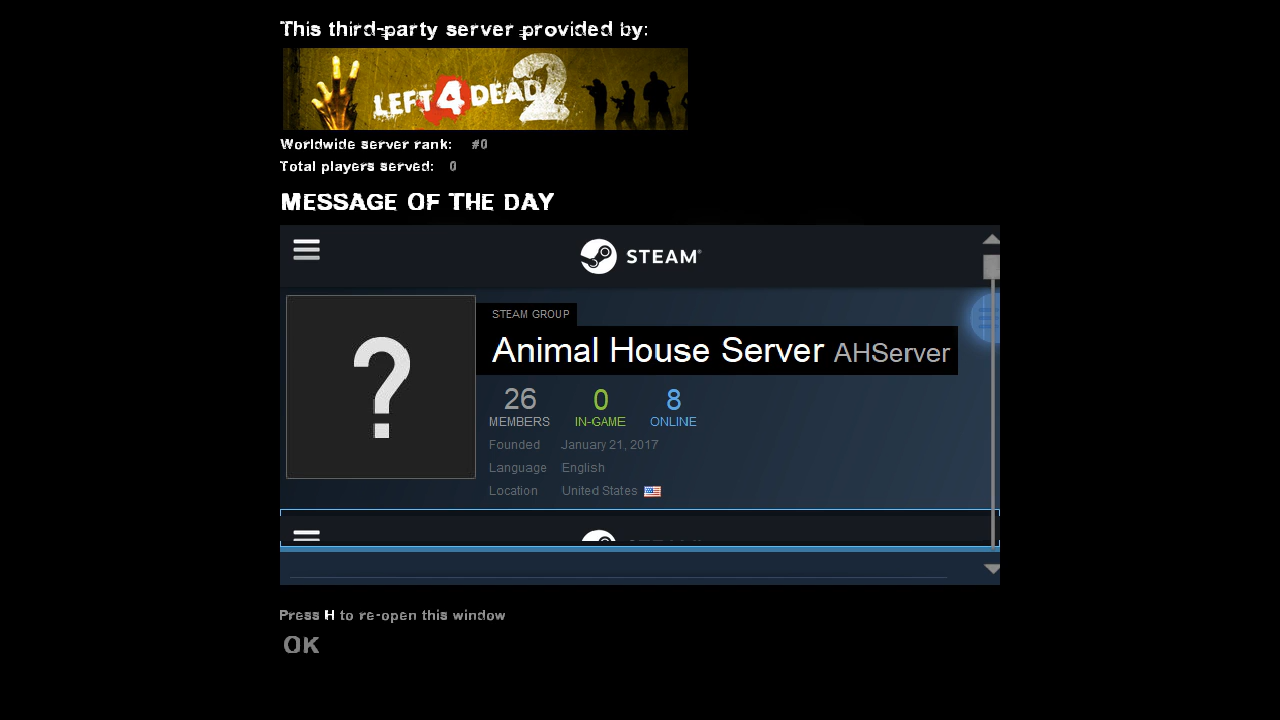 This third-party server provided by:
LEFT 4 DEAD 2
Worldwide server rank: #0
Total players served: 0
MESSAGE OF THE DAY
STEAM®
STEAM GROUP
Animal House Server AHServer
26 0 8
MEMBERS IN-GAME ONLINE
Founded January 21, 2017
Language English
Location United States
Press H to re-open this window
OK